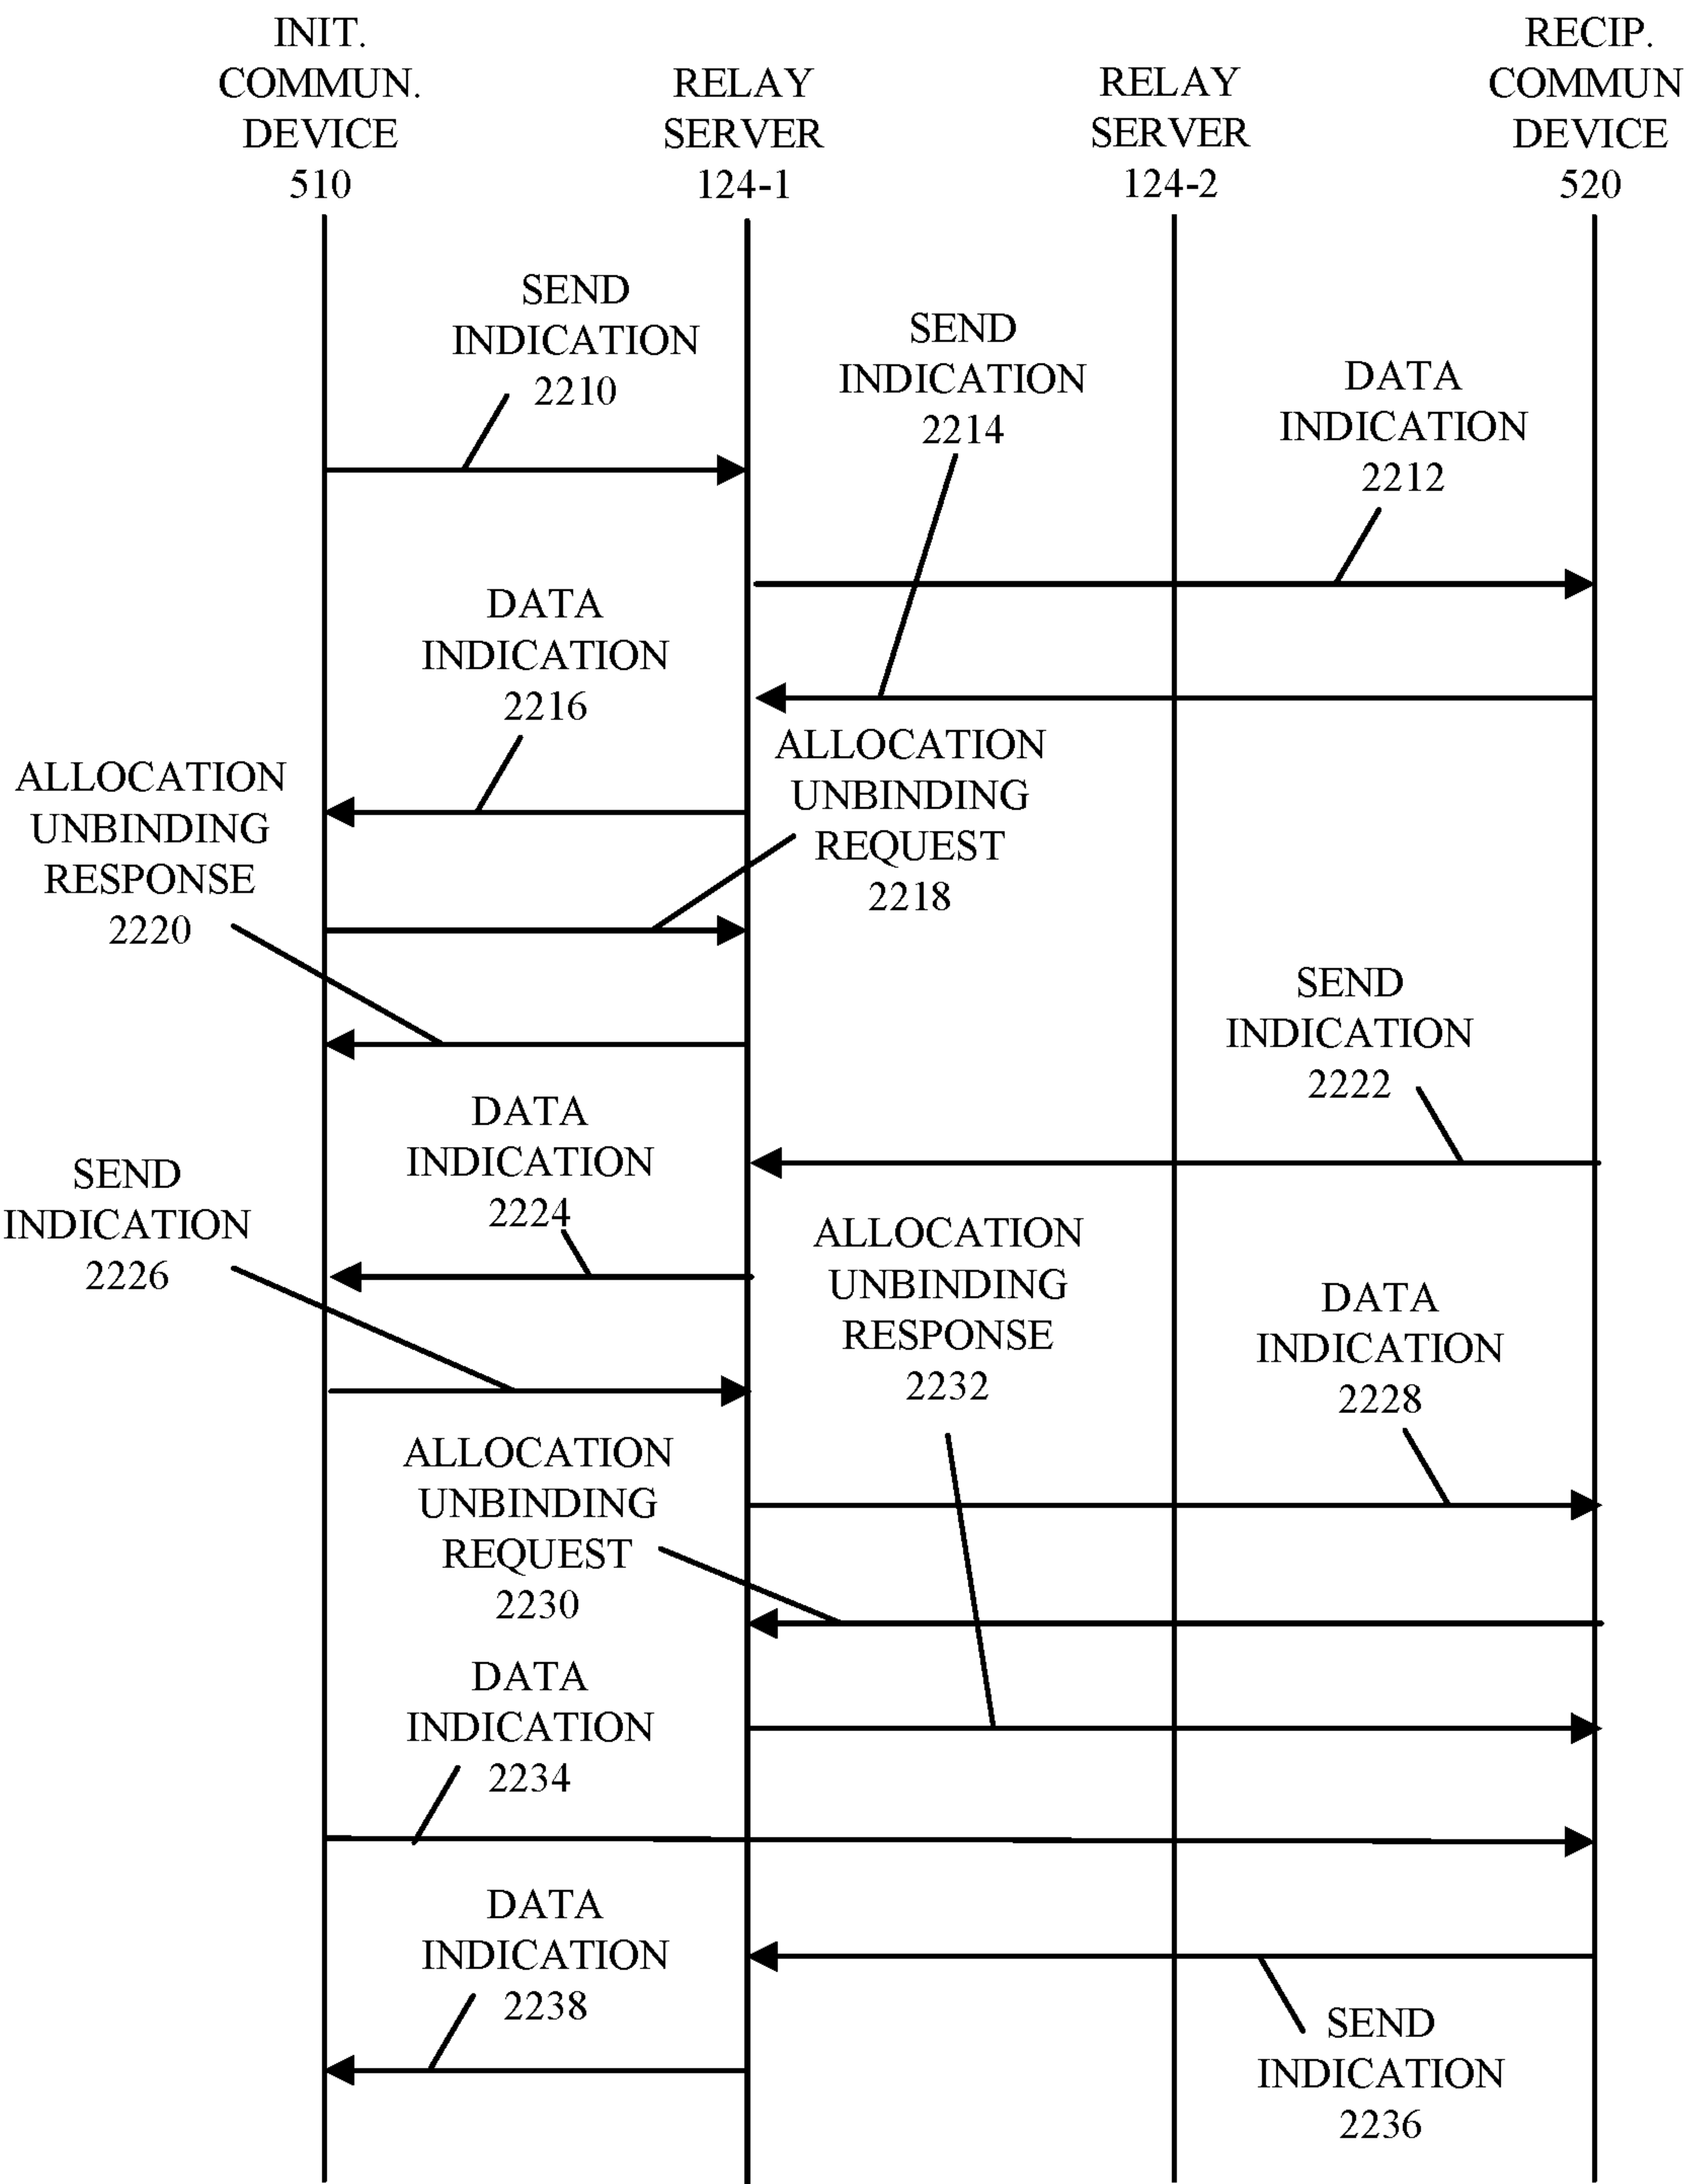 INIT.
COMMUN.
DEVICE
510
RELAY
SERVER
124-1
RELAY
SERVER
124-2
RECIP.
COMMUN
DEVICE
520
SEND
INDICATION
2210
SEND
INDICATION
2214
DATA
INDICATION
2212
DATA
INDICATION
2216
ALLOCATION
UNBINDING
REQUEST
2218
ALLOCATION
UNBINDING
RESPONSE
2220
SEND
INDICATION
2222
DATA
INDICATION
2224
SEND
INDICATION
2226
ALLOCATION
UNBINDING
RESPONSE
2232
DATA
INDICATION
2228
ALLOCATION
UNBINDING
REQUEST
2230
DATA
INDICATION
2234
DATA
INDICATION
2238
SEND
INDICATION
2236